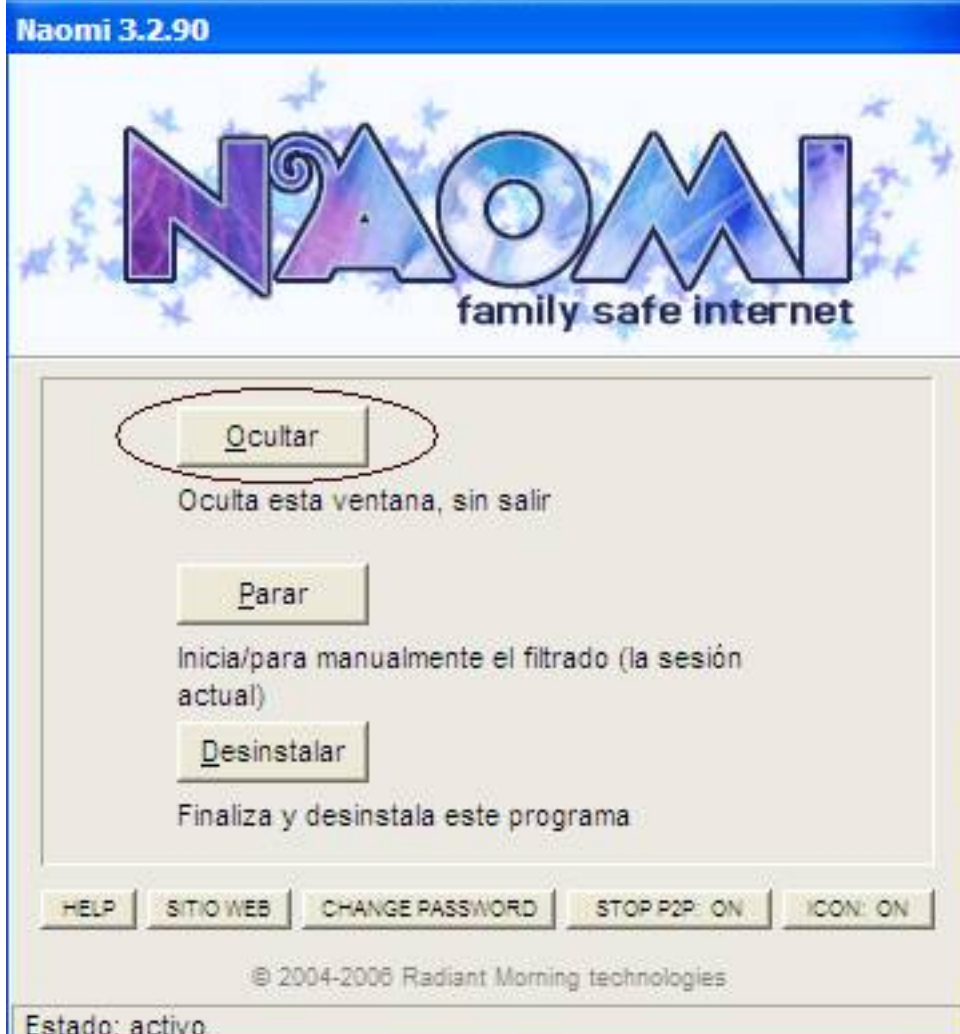 Naomi 3.2.90
NAOMI
family safe internet
Ocultar
Oculta esta ventana, sin salir
Parar
Inicia/para manualmente el filtrado (la sesión
actual)
Desinstalar
Finaliza y desinstala este programa
HELP SITIO WEB CHANGE PASSWORD STOP P2P: ON ICON: ON
© 2004-2006 Radiant Morning technologies
Estado: activo.